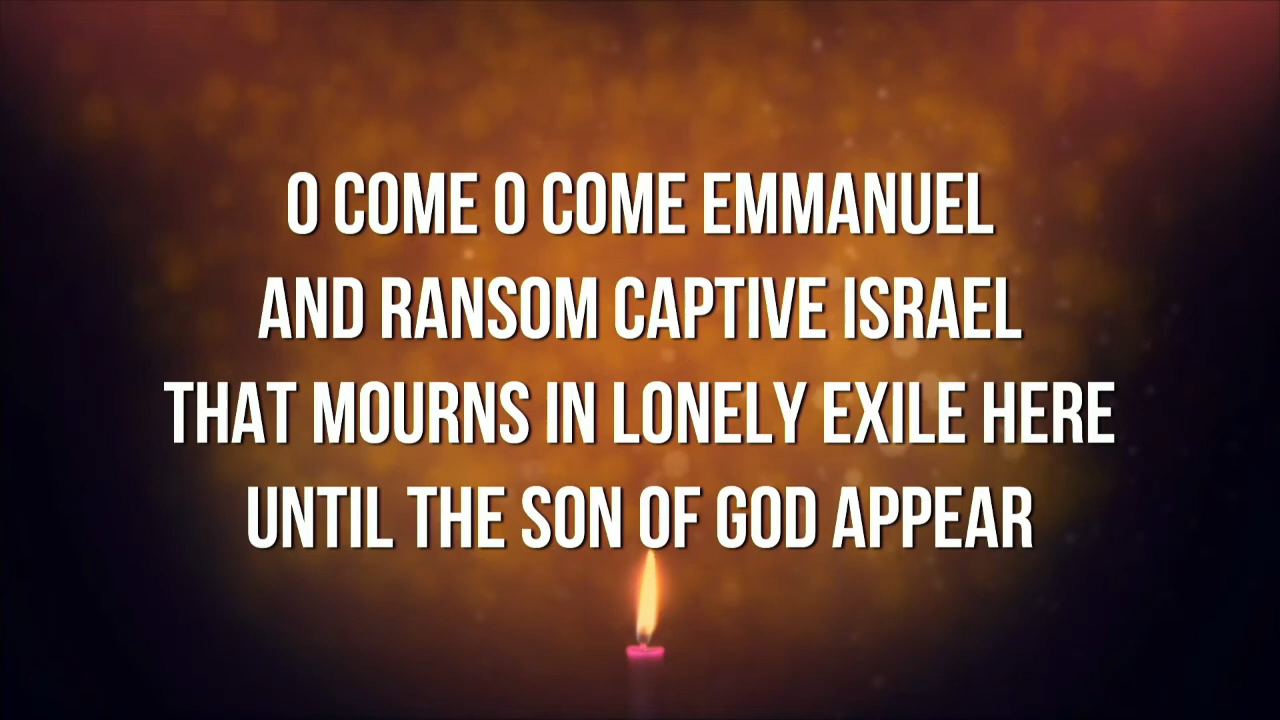 O COME O COME EMMANUEL
AND RANSOM CAPTIVE ISRAEL
THAT MOURNS IN LONELY EXILE HERE
UNTIL THE SON OF GOD APPEAR